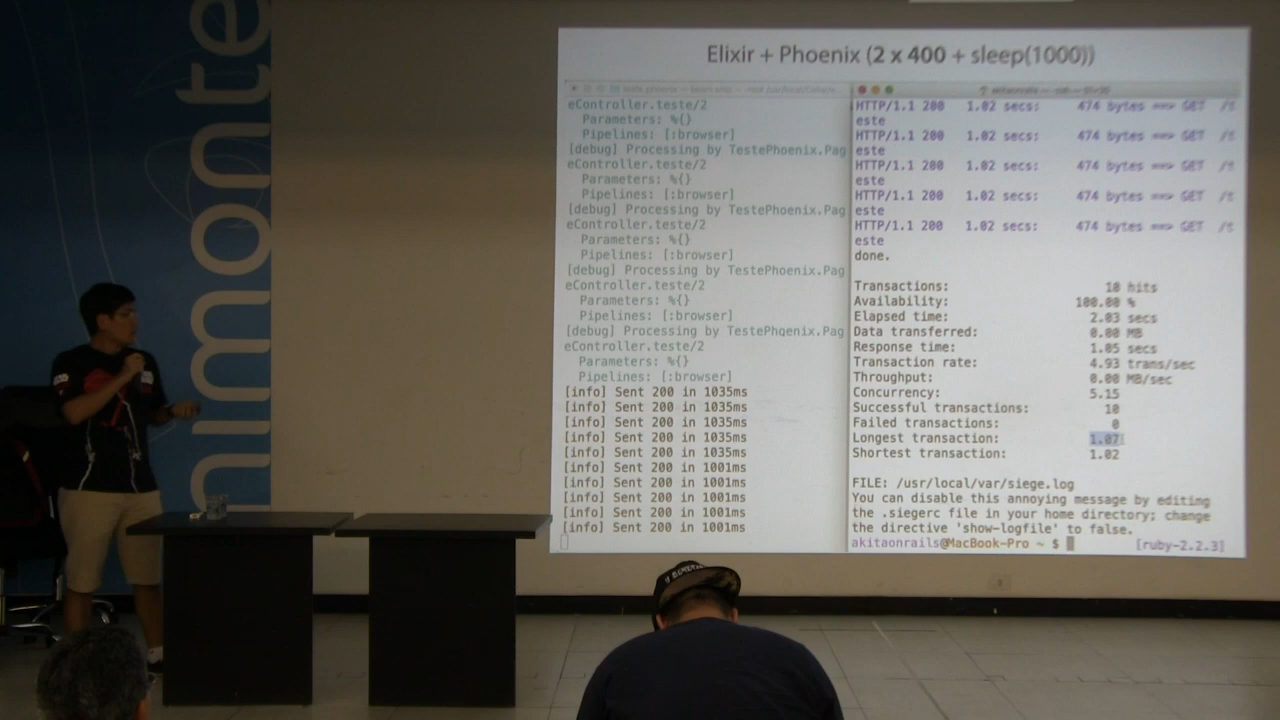 nimonte
Elixir + Phoenix (2 x 400 + sleep(1000))
eController.teste/2
Parameters: %{}
Pipelines: [:browser]
[debug] Processing by TestePhoenix.Pag
eController.teste/2
Parameters: %{}
Pipelines: [:browser]
[debug] Processing by TestePhoenix.Pag
eController.teste/2
Parameters: %{}
Pipelines: [:browser]
[debug] Processing by TestePhoenix.Pag
eController.teste/2
Parameters: %{}
Pipelines: [:browser]
[debug] Processing by TestePhoenix.Pag
eController.teste/2
Parameters: %{}
Pipelines: [:browser]
[info] Sent 200 in 1035ms
[info] Sent 200 in 1035ms
[info] Sent 200 in 1035ms
[info] Sent 200 in 1035ms
[info] Sent 200 in 1035ms
[info] Sent 200 in 1001ms
[info] Sent 200 in 1001ms
[info] Sent 200 in 1001ms
[info] Sent 200 in 1001ms
[info] Sent 200 in 1001ms
HTTP/1.1 200 1.02 secs: 474 bytes ==> GET /t
este
HTTP/1.1 200 1.02 secs: 474 bytes ==> GET /t
este
HTTP/1.1 200 1.02 secs: 474 bytes ==> GET /t
este
HTTP/1.1 200 1.02 secs: 474 bytes ==> GET /t
este
HTTP/1.1 200 1.02 secs: 474 bytes ==> GET /t
este
done.
Transactions: 10 hits
Availability: 100.00 %
Elapsed time: 2.03 secs
Data transferred: 0.00 MB
Response time: 1.05 secs
Transaction rate: 4.93 trans/sec
Throughput: 0.00 MB/sec
Concurrency: 5.15
Successful transactions: 10
Failed transactions: 0
Longest transaction: 1.07
Shortest transaction: 1.02
FILE: /usr/local/var/siege.log
You can disable this annoying message by editing
the .siegerc file in your home directory; change
the directive 'show-logfile' to false.
akitaonrails@MacBook-Pro ~ $ [ruby-2.2.3]